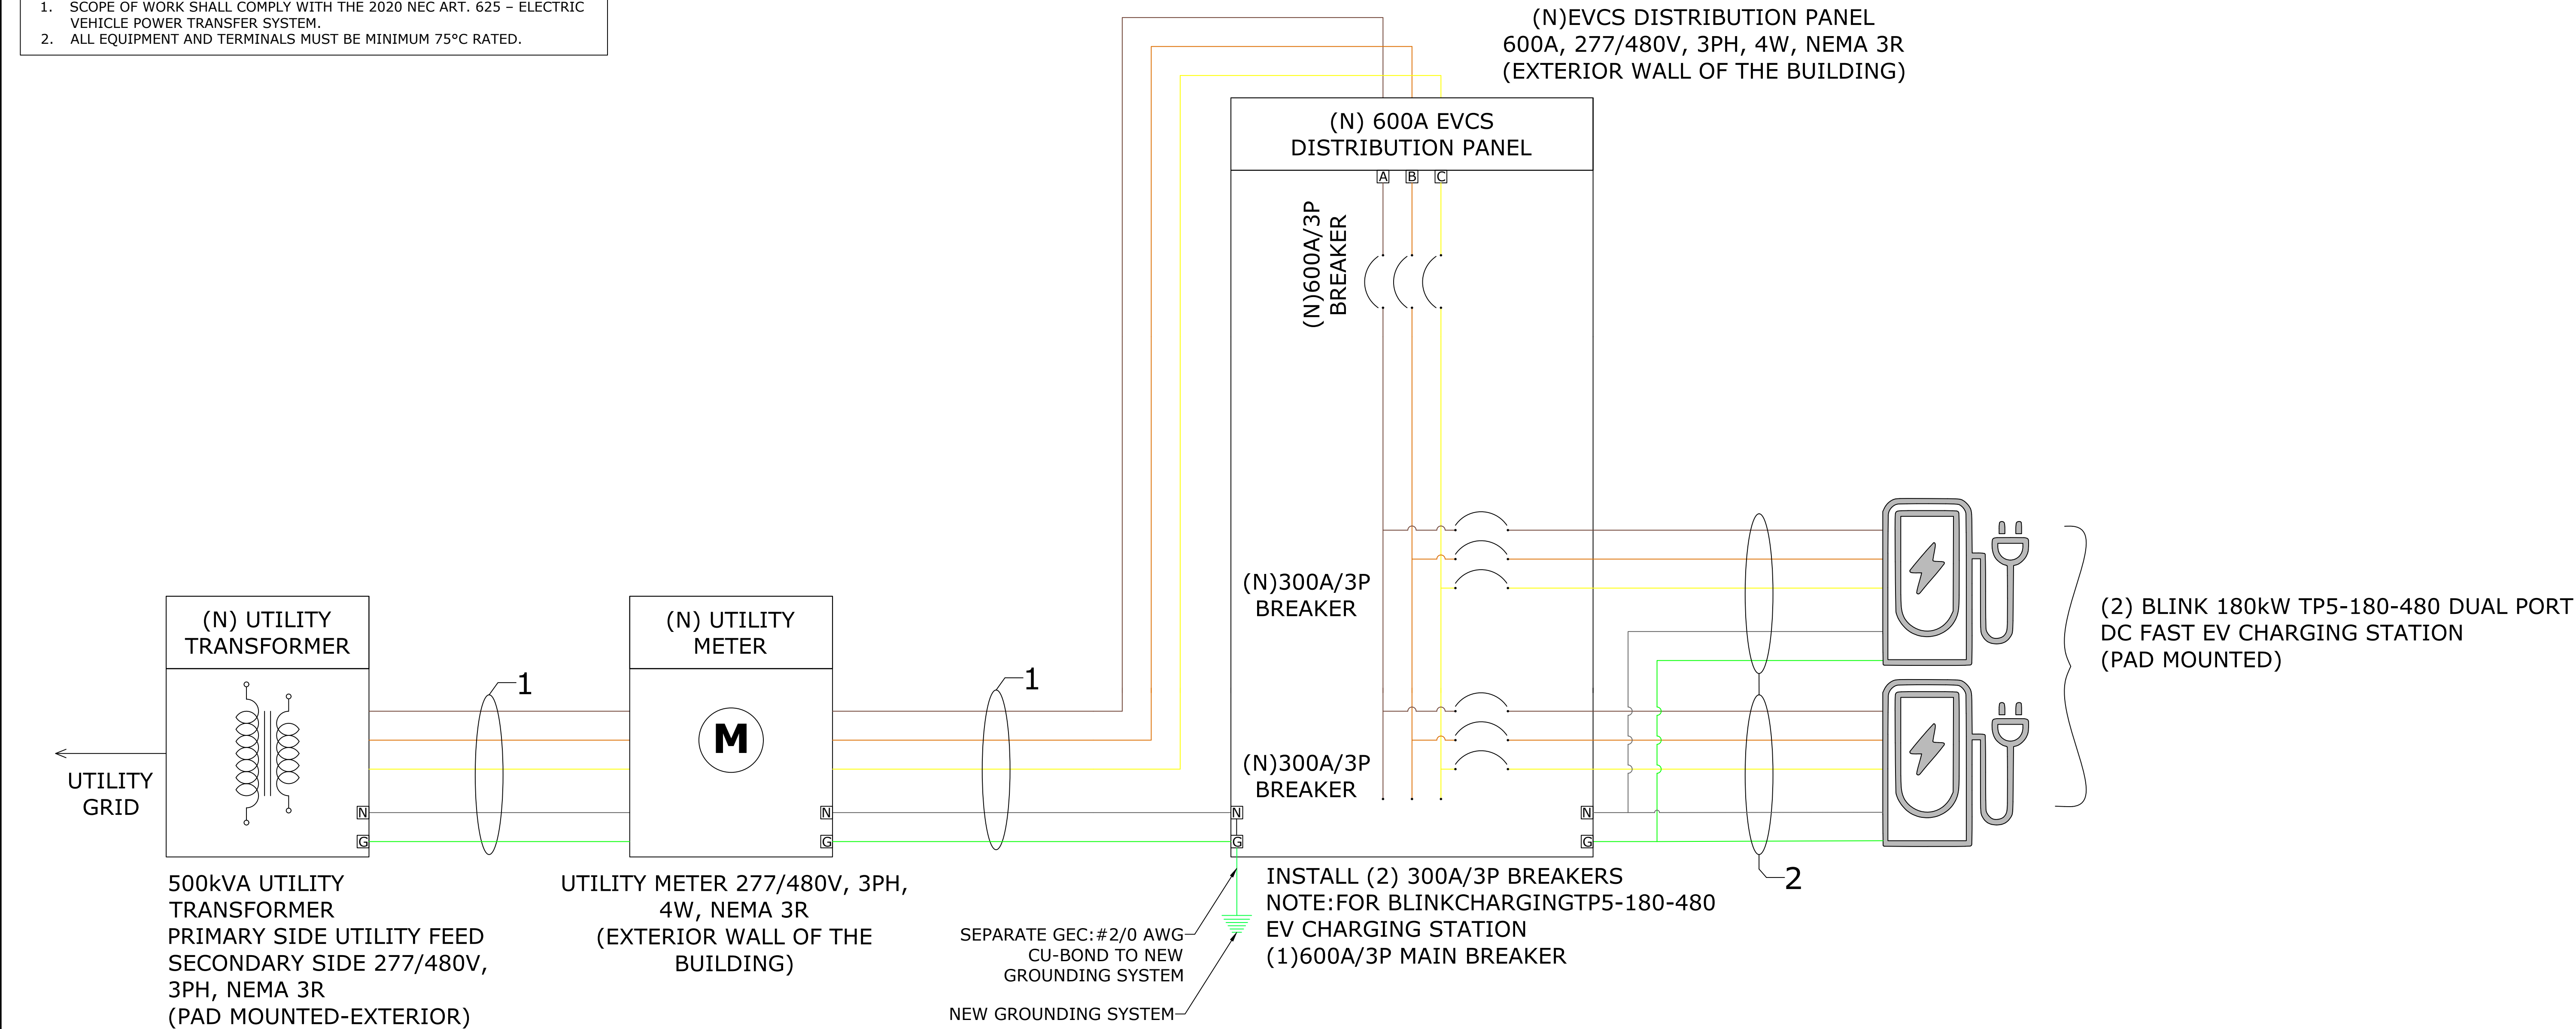 1. SCOPE OF WORK SHALL COMPLY WITH THE 2020 NEC ART. 625 – ELECTRIC
VEHICLE POWER TRANSFER SYSTEM.
2. ALL EQUIPMENT AND TERMINALS MUST BE MINIMUM 75°C RATED.
(N)EVCS DISTRIBUTION PANEL
600A, 277/480V, 3PH, 4W, NEMA 3R
(EXTERIOR WALL OF THE BUILDING)
(N) 600A EVCS
DISTRIBUTION PANEL
A B C
(N)600A/3P
BREAKER
(N)300A/3P
BREAKER
(N)300A/3P
BREAKER
N
G
N
G
(N) UTILITY
TRANSFORMER
UTILITY
GRID
N
G
1
(N) UTILITY
METER
M
N
G
1
2
(2) BLINK 180kW TP5-180-480 DUAL PORT
DC FAST EV CHARGING STATION
(PAD MOUNTED)
500kVA UTILITY
TRANSFORMER
PRIMARY SIDE UTILITY FEED
SECONDARY SIDE 277/480V,
3PH, NEMA 3R
(PAD MOUNTED-EXTERIOR)
UTILITY METER 277/480V, 3PH,
4W, NEMA 3R
(EXTERIOR WALL OF THE
BUILDING)
SEPARATE GEC:#2/0 AWG
CU-BOND TO NEW
GROUNDING SYSTEM
NEW GROUNDING SYSTEM
INSTALL (2) 300A/3P BREAKERS
NOTE:FOR BLINKCHARGINGTP5-180-480
EV CHARGING STATION
(1)600A/3P MAIN BREAKER